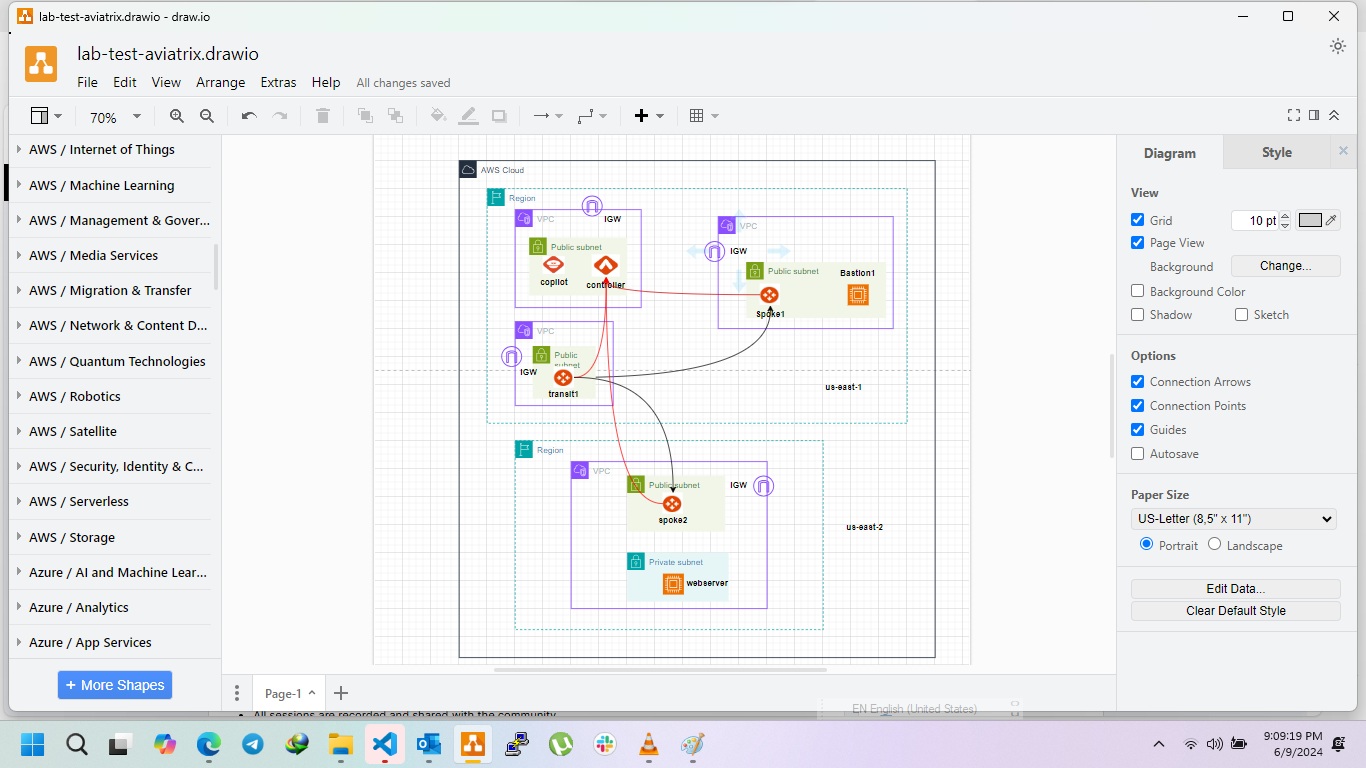 lab-test-aviatrix.drawio - draw.io
lab-test-aviatrix.drawio
File Edit View Arrange Extras Help All changes saved
70%
AWS / Internet of Things
AWS / Machine Learning
AWS / Management & Gover...
AWS / Media Services
AWS / Migration & Transfer
AWS / Network & Content D...
AWS / Quantum Technologies
AWS / Robotics
AWS / Satellite
AWS / Security, Identity & C...
AWS / Serverless
AWS / Storage
Azure / AI and Machine Lear...
Azure / Analytics
Azure / App Services
+ More Shapes
AWS Cloud
Region
VPC
IGW
Public subnet
copilot
controller
VPC
IGW
Public subnet
Bastion1
Spoke1
VPC
Public
subnet
IGW
transit1
us-east-1
Region
VPC
Public subnet
IGW
spoke2
us-east-2
Private subnet
webserver
Page-1
Diagram
Style
View
Grid
10 pt
Page View
Background
Change...
Background Color
Shadow
Sketch
Options
Connection Arrows
Connection Points
Guides
Autosave
Paper Size
US-Letter (8,5" x 11")
Portrait
Landscape
Edit Data...
Clear Default Style
All sessions are recorded and shared with the community
EN English (United States)
9:09:19 PM
6/9/2024